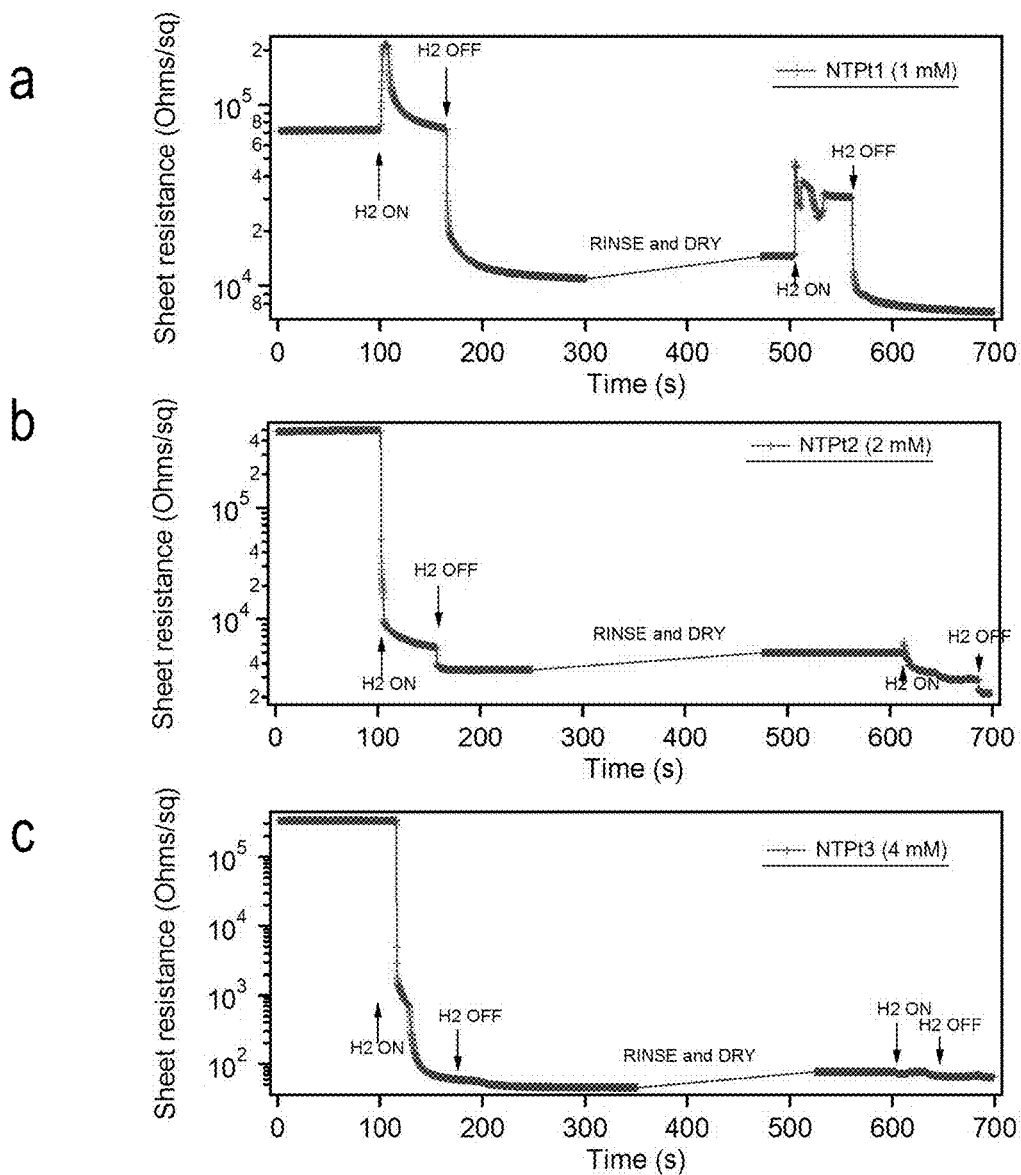 a
Sheet resistance (Ohms/sq)
2
10^5
8
6
4
2
10^4
8
H2 OFF
NTPt1 (1 mM)
H2 ON
RINSE and DRY
H2 OFF
H2 ON
0 100 200 300 400 500 600 700
Time (s)
b
Sheet resistance (Ohms/sq)
4
2
10^5
4
2
10^4
4
2
NTPt2 (2 mM)
H2 OFF
H2 ON
RINSE and DRY
H2 OFF
H2 ON
0 100 200 300 400 500 600 700
Time (s)
c
Sheet resistance (Ohms/sq)
10^5
10^4
10^3
10^2
NTPt3 (4 mM)
H2 OFF
H2 ON
RINSE and DRY
H2 ON
H2 OFF
0 100 200 300 400 500 600 700
Time (s)